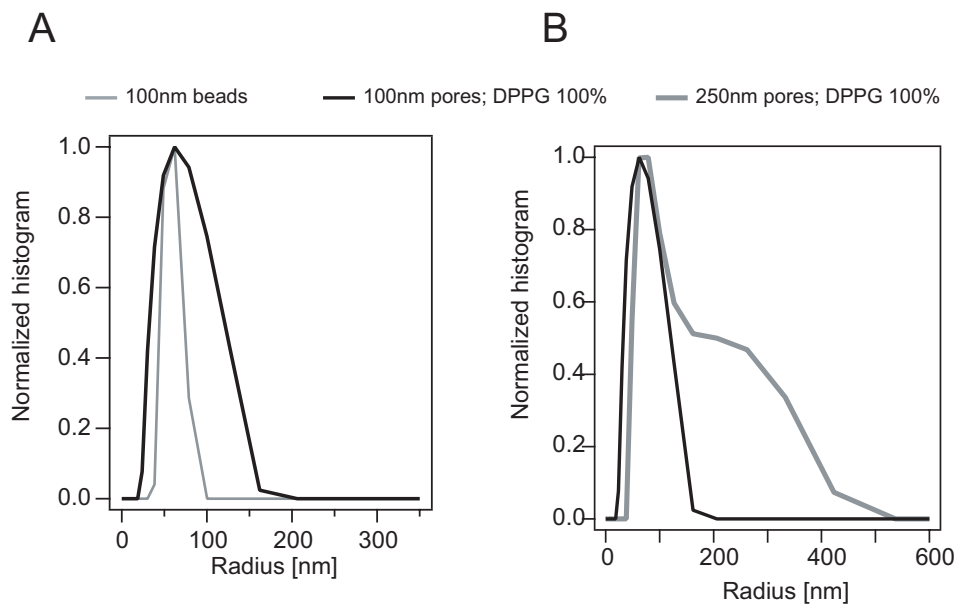 A
B
100nm beads
100nm pores; DPPG 100%
250nm pores; DPPG 100%
Normalized histogram
1.0
0.8
0.6
0.4
0.2
0.0
0
100
200
300
Radius [nm]
Normalized histogram
1.0
0.8
0.6
0.4
0.2
0.0
0
200
400
600
Radius [nm]